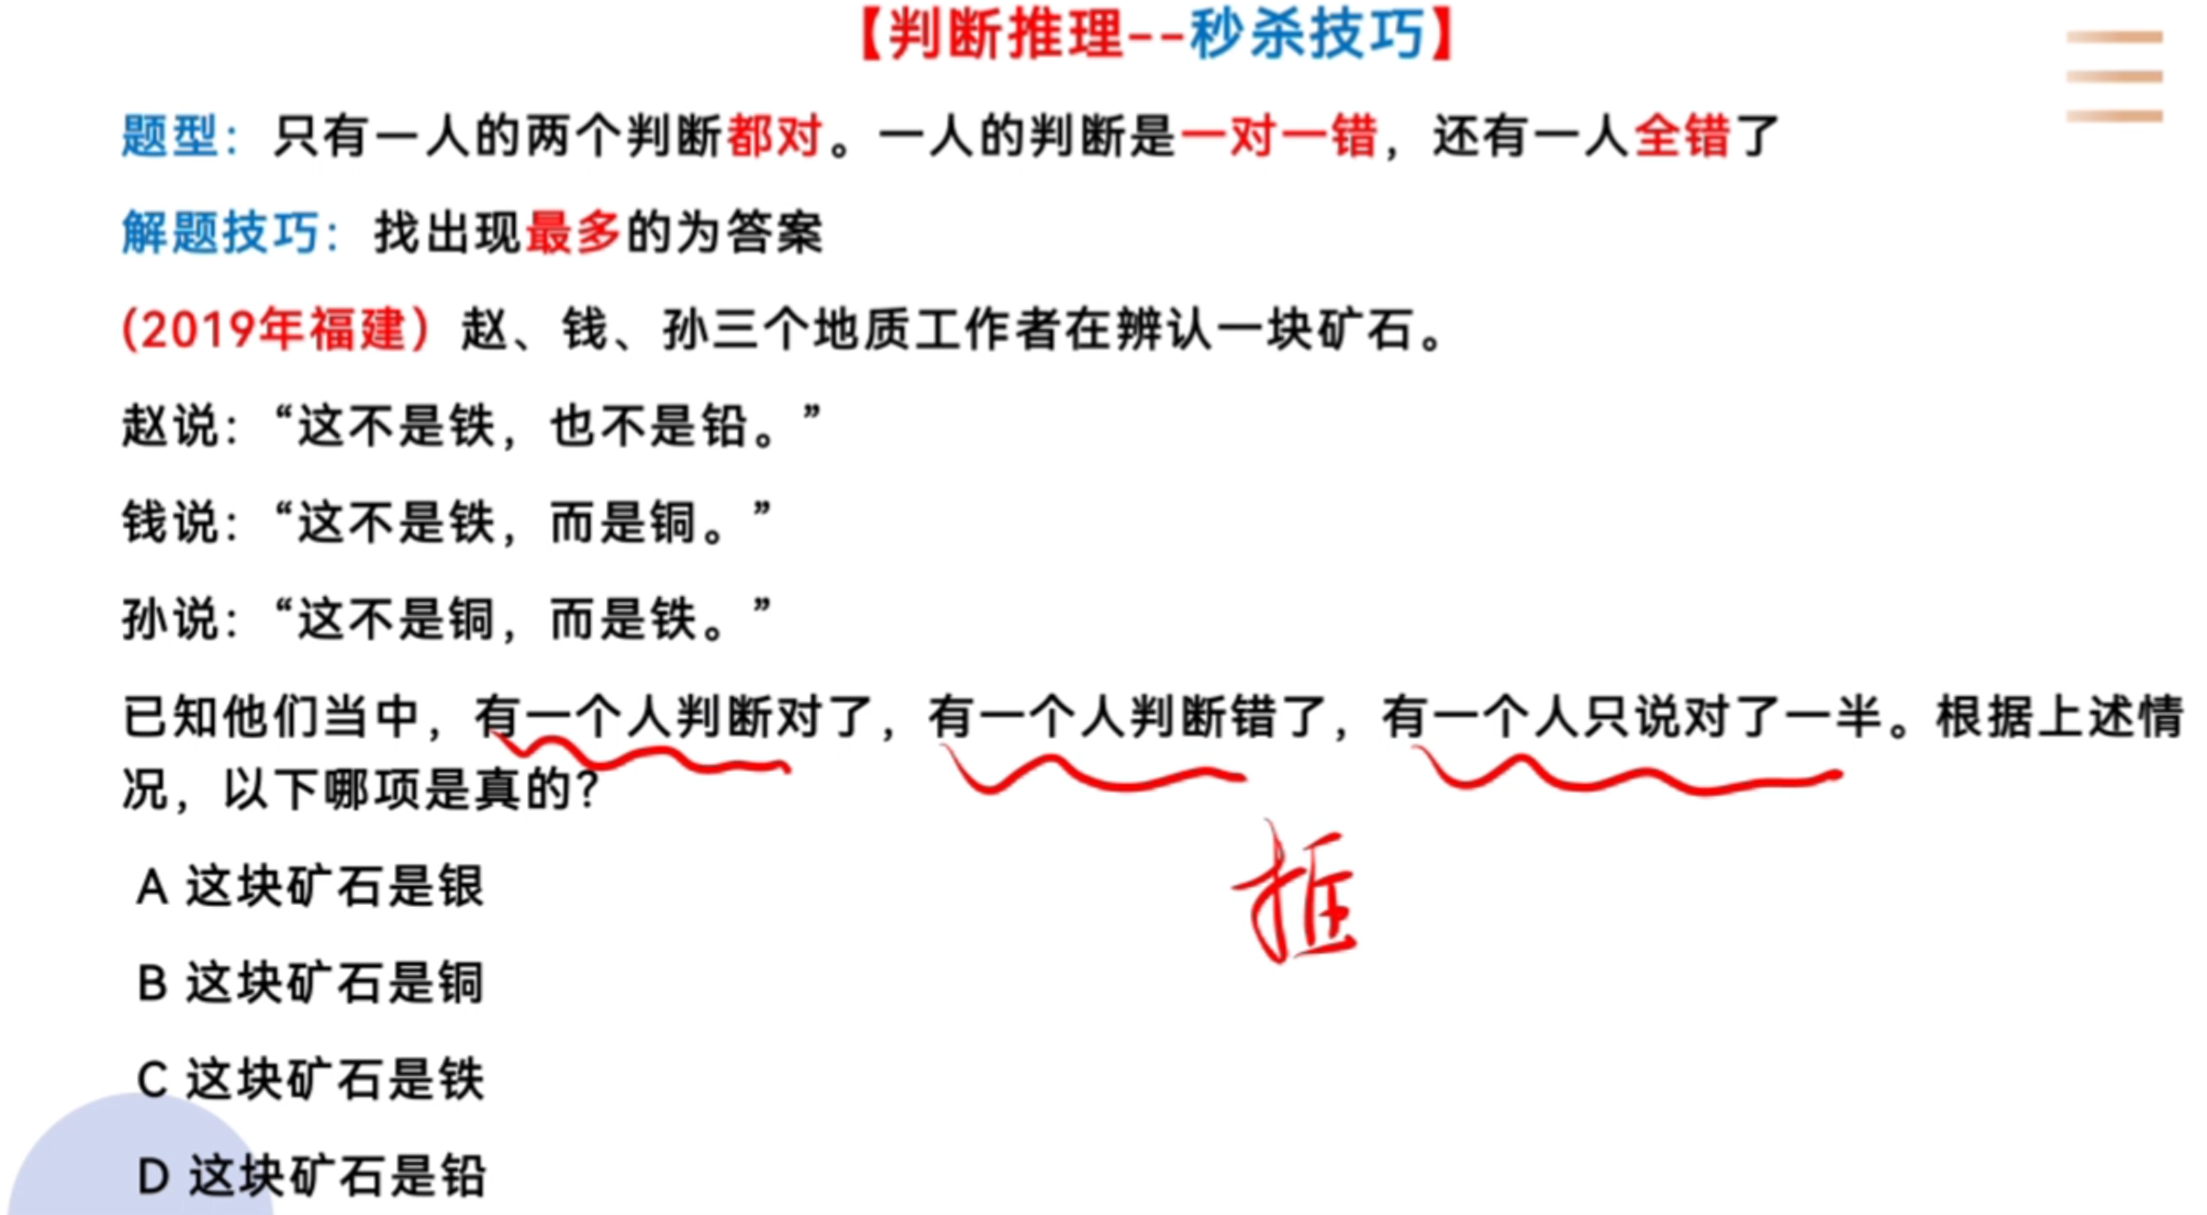 【判断推理--秒杀技巧】
题型：只有一人的两个判断都对。一人的判断是一对一错，还有一人全错了
解题技巧：找出现最多的为答案
(2019年福建）赵、钱、孙三个地质工作者在辨认一块矿石。
赵说：“这不是铁，也不是铅。”
钱说：“这不是铁，而是铜。”
孙说：“这不是铜，而是铁。”
已知他们当中，有一个人判断对了，有一个人判断错了，有一个人只说对了一半。根据上述情
况，以下哪项是真的？
A 这块矿石是银
B 这块矿石是铜
推
C 这块矿石是铁
D 这块矿石是铅